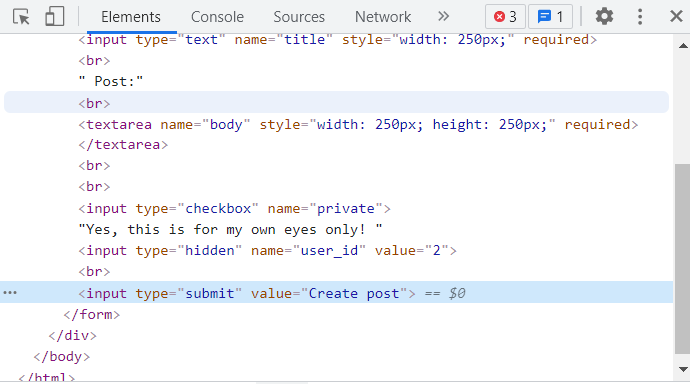 Elements Console Sources Network » 3 1
<input type="text" name="title" style="width: 250px;" required>
<br>
" Post:"
<br>
<textarea name="body" style="width: 250px; height: 250px;" required>
</textarea>
<br>
<br>
<input type="checkbox" name="private">
"Yes, this is for my own eyes only! "
<input type="hidden" name="user_id" value="2">
<br>
... <input type="submit" value="Create post"> == $0
</form>
</div>
</body>
</html>